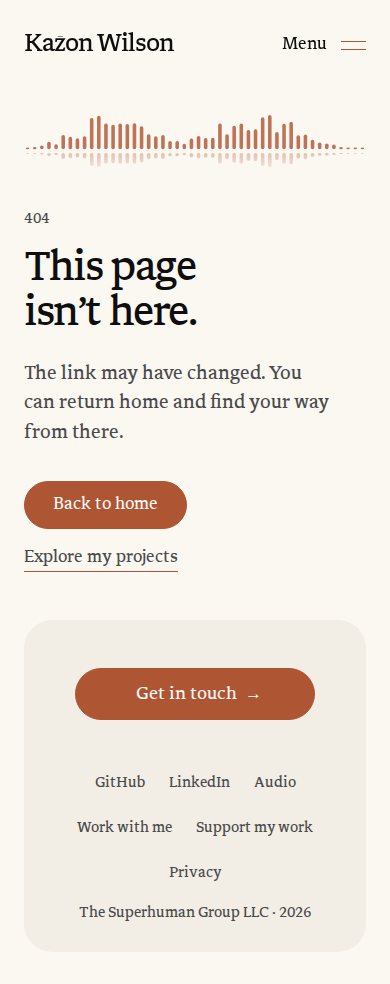 Każon Wilson
Menu
404
This page
isn’t here.
The link may have changed. You
can return home and find your way
from there.
Back to home
Explore my projects
Get in touch →
GitHub LinkedIn Audio
Work with me Support my work
Privacy
The Superhuman Group LLC · 2026